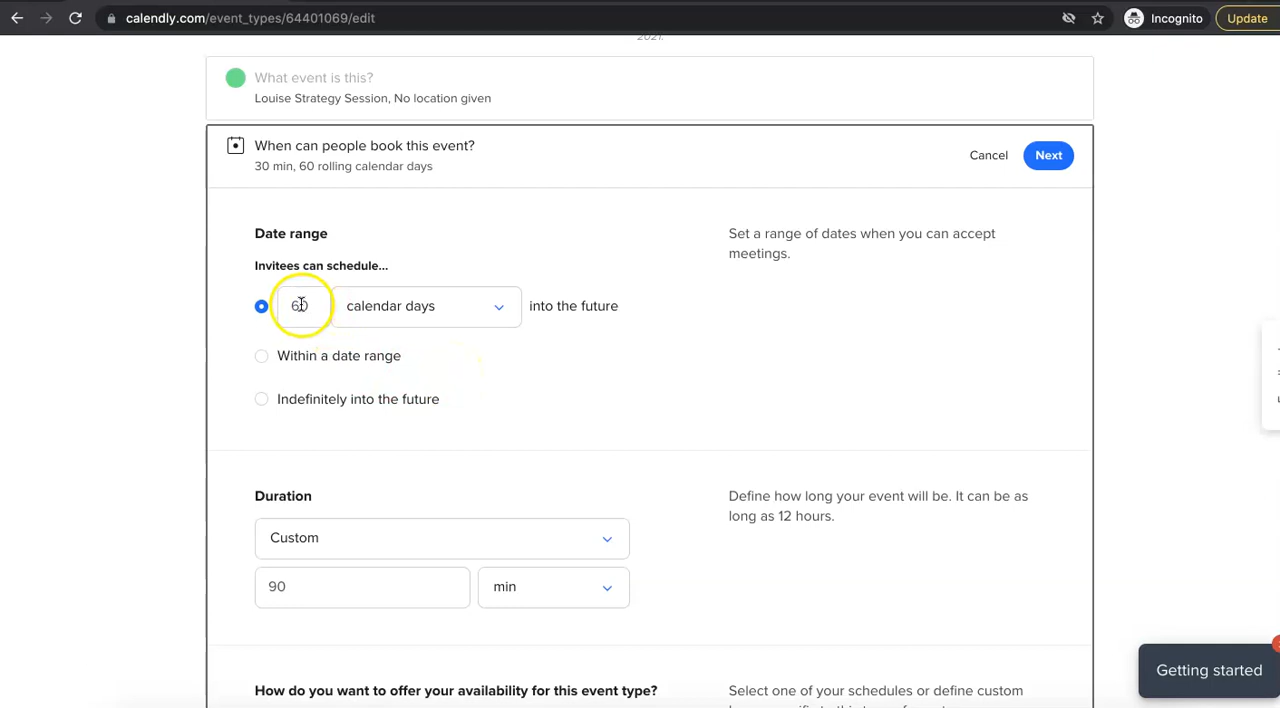 calendly.com/event_types/64401069/edit
Incognito
Update
2021.
What event is this?
Louise Strategy Session, No location given
When can people book this event?
30 min, 60 rolling calendar days
Cancel
Next
Date range
Set a range of dates when you can accept
meetings.
Invitees can schedule...
60
calendar days
into the future
Within a date range
Indefinitely into the future
Duration
Define how long your event will be. It can be as
long as 12 hours.
Custom
90
min
Getting started
How do you want to offer your availability for this event type?
Select one of your schedules or define custom